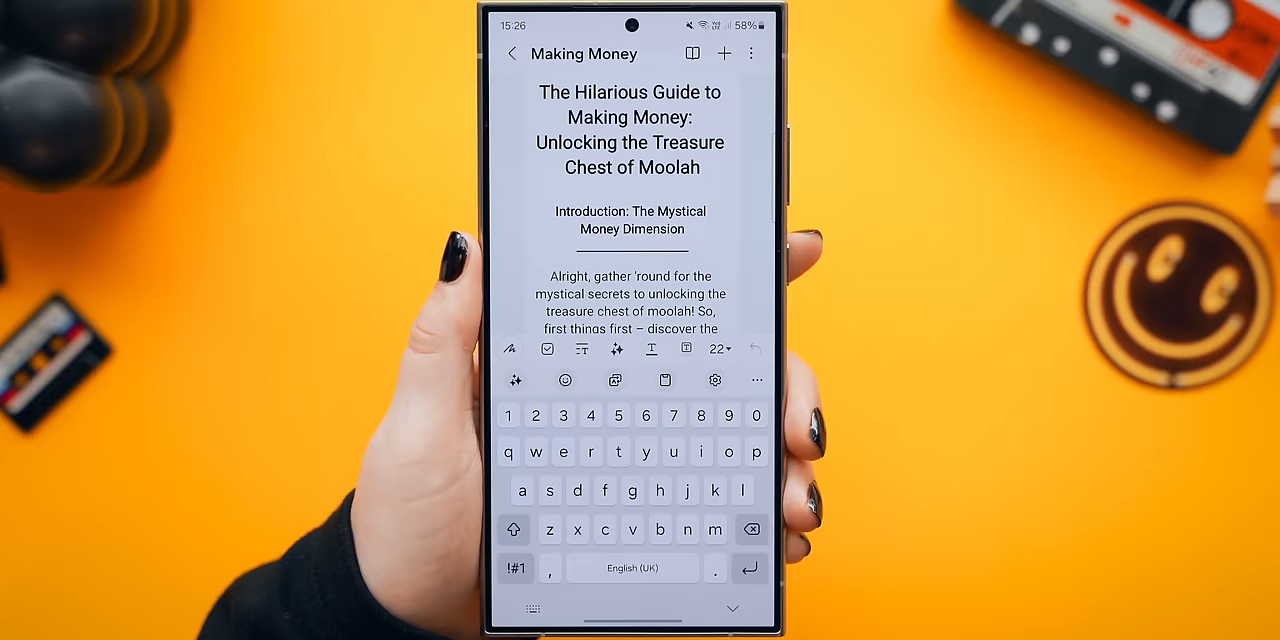 15:26
58%
Making Money
The Hilarious Guide to
Making Money:
Unlocking the Treasure
Chest of Moolah
Introduction: The Mystical
Money Dimension
Alright, gather 'round for the
mystical secrets to unlocking the
treasure chest of moolah! So,
first things first – discover the
22
1 2 3 4 5 6 7 8 9 0
q w e r t y u i o p
a s d f g h j k l
z x c v b n m
!#1 , English (UK) .